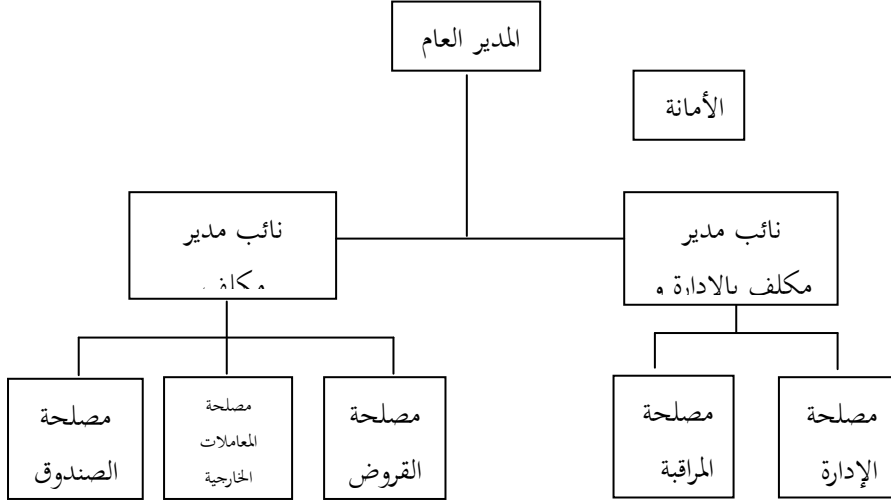 المدير العام
الأمانة
نائب مدير
مكلف بالادارة و
نائب مدير
مكلف
مصلحة
الإدارة
مصلحة
المراقبة
مصلحة
القروض
مصلحة
المعاملات
الخارجية
مصلحة
الصندوق